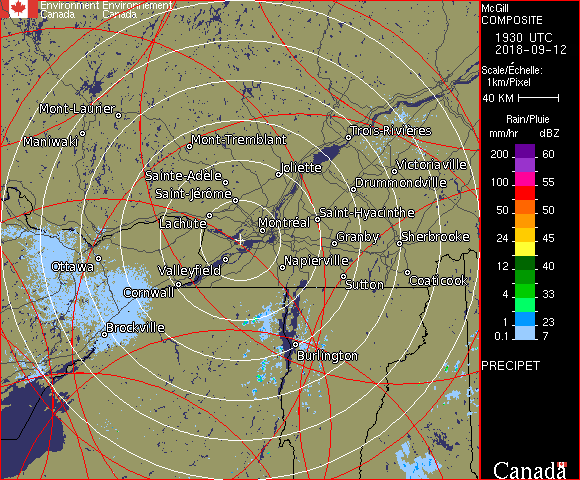 Environment Environnement
Canada Canada
McGill
COMPOSITE
1930 UTC
2018-09-12
Scale/Échelle:
1km/Pixel
40 KM
Rain/Pluie
mm/hr dBZ
200 60
100 55
50 50
24 45
12 40
4 33
1 23
0.1 7
PRECIPET
Canada
Mont-Laurier
Maniwaki
Mont-Tremblant
Trois-Rivières
Sainte-Adèle
Joliette
Victoriaville
Saint-Jérôme
Drummondville
Lachute
Montréal
Saint-Hyacinthe
Granby
Sherbrooke
Ottawa
Valleyfield
Napierville
Cornwall
Sutton
Coaticook
Brockville
Burlington